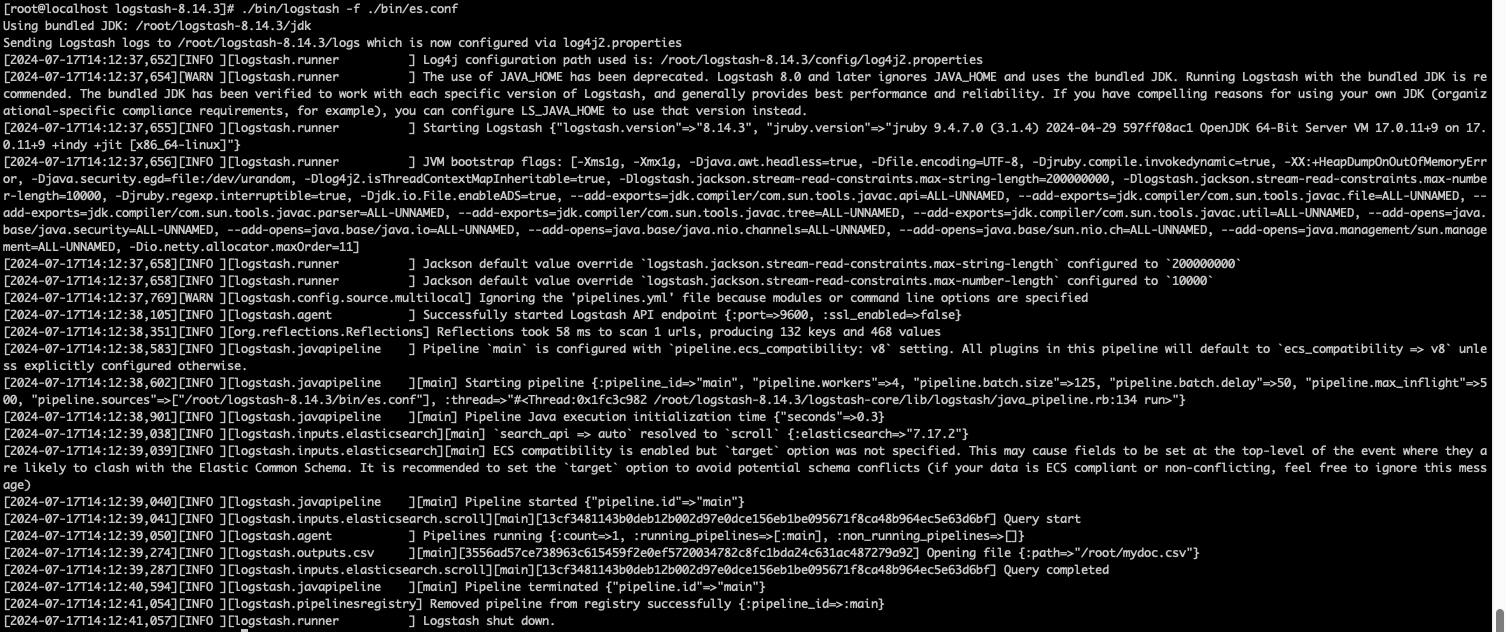 [root@localhost logstash-8.14.3]# ./bin/logstash -f ./bin/es.conf
Using bundled JDK: /root/logstash-8.14.3/jdk
Sending Logstash logs to /root/logstash-8.14.3/logs which is now configured via log4j2.properties
[2024-07-17T14:12:37,652][INFO ][logstash.runner          ] Log4j configuration path used is: /root/logstash-8.14.3/config/log4j2.properties
[2024-07-17T14:12:37,654][WARN ][logstash.runner          ] The use of JAVA_HOME has been deprecated. Logstash 8.0 and later ignores JAVA_HOME and uses the bundled JDK. Running Logstash with the bundled JDK is re
commended. The bundled JDK has been verified to work with each specific version of Logstash, and generally provides best performance and reliability. If you have compelling reasons for using your own JDK (organiz
ational-specific compliance requirements, for example), you can configure LS_JAVA_HOME to use that version instead.
[2024-07-17T14:12:37,655][INFO ][logstash.runner          ] Starting Logstash {"logstash.version"=>"8.14.3", "jruby.version"=>"jruby 9.4.7.0 (3.1.4) 2024-04-29 597ff08ac1 OpenJDK 64-Bit Server VM 17.0.11+9 on 17.
0.11+9 +indy +jit [x86_64-linux]"}
[2024-07-17T14:12:37,656][INFO ][logstash.runner          ] JVM bootstrap flags: [-Xms1g, -Xmx1g, -Djava.awt.headless=true, -Dfile.encoding=UTF-8, -Djruby.compile.invokedynamic=true, -XX:+HeapDumpOnOutOfMemoryErr
or, -Djava.security.egd=file:/dev/urandom, -Dlog4j2.isThreadContextMapInheritable=true, -Dlogstash.jackson.stream-read-constraints.max-string-length=200000000, -Dlogstash.jackson.stream-read-constraints.max-numbe
r-length=10000, -Djruby.regexp.interruptible=true, -Djdk.io.File.enableADS=true, --add-exports=jdk.compiler/com.sun.tools.javac.api=ALL-UNNAMED, --add-exports=jdk.compiler/com.sun.tools.javac.file=ALL-UNNAMED, --
add-exports=jdk.compiler/com.sun.tools.javac.parser=ALL-UNNAMED, --add-exports=jdk.compiler/com.sun.tools.javac.tree=ALL-UNNAMED, --add-exports=jdk.compiler/com.sun.tools.javac.util=ALL-UNNAMED, --add-opens=java.
base/java.security=ALL-UNNAMED, --add-opens=java.base/java.io=ALL-UNNAMED, --add-opens=java.base/java.nio.channels=ALL-UNNAMED, --add-opens=java.base/sun.nio.ch=ALL-UNNAMED, --add-opens=java.management/sun.manage
ment=ALL-UNNAMED, -Dio.netty.allocator.maxOrder=11]
[2024-07-17T14:12:37,658][INFO ][logstash.runner          ] Jackson default value override `logstash.jackson.stream-read-constraints.max-string-length` configured to `200000000`
[2024-07-17T14:12:37,658][INFO ][logstash.runner          ] Jackson default value override `logstash.jackson.stream-read-constraints.max-number-length` configured to `10000`
[2024-07-17T14:12:37,769][WARN ][logstash.config.source.multilocal] Ignoring the 'pipelines.yml' file because modules or command line options are specified
[2024-07-17T14:12:38,105][INFO ][logstash.agent           ] Successfully started Logstash API endpoint {:port=>9600, :ssl_enabled=>false}
[2024-07-17T14:12:38,351][INFO ][org.reflections.Reflections] Reflections took 58 ms to scan 1 urls, producing 132 keys and 468 values
[2024-07-17T14:12:38,583][INFO ][logstash.javapipeline    ] Pipeline `main` is configured with `pipeline.ecs_compatibility: v8` setting. All plugins in this pipeline will default to `ecs_compatibility => v8` unle
ss explicitly configured otherwise.
[2024-07-17T14:12:38,602][INFO ][logstash.javapipeline    ][main] Starting pipeline {:pipeline_id=>"main", "pipeline.workers"=>4, "pipeline.batch.size"=>125, "pipeline.batch.delay"=>50, "pipeline.max_inflight"=>5
00, "pipeline.sources"=>["/root/logstash-8.14.3/bin/es.conf"], :thread=>"#<Thread:0x1fc3c982 /root/logstash-8.14.3/logstash-core/lib/logstash/java_pipeline.rb:134 run>"}
[2024-07-17T14:12:38,901][INFO ][logstash.javapipeline    ][main] Pipeline Java execution initialization time {"seconds"=>0.3}
[2024-07-17T14:12:39,038][INFO ][logstash.inputs.elasticsearch][main] `search_api => auto` resolved to `scroll` {:elasticsearch=>"7.17.2"}
[2024-07-17T14:12:39,039][INFO ][logstash.inputs.elasticsearch][main] ECS compatibility is enabled but `target` option was not specified. This may cause fields to be set at the top-level of the event where they a
re likely to clash with the Elastic Common Schema. It is recommended to set the `target` option to avoid potential schema conflicts (if your data is ECS compliant or non-conflicting, feel free to ignore this mess
age)
[2024-07-17T14:12:39,040][INFO ][logstash.javapipeline    ][main] Pipeline started {"pipeline.id"=>"main"}
[2024-07-17T14:12:39,041][INFO ][logstash.inputs.elasticsearch.scroll][main][13cf3481143b0deb12b002d97e0dce156eb1be095671f8ca48b964ec5e63d6bf] Query start
[2024-07-17T14:12:39,050][INFO ][logstash.agent           ] Pipelines running {:count=>1, :running_pipelines=>[:main], :non_running_pipelines=>[]}
[2024-07-17T14:12:39,274][INFO ][logstash.outputs.csv     ][main][3556ad57ce738963c615459f2e0ef5720034782c8fc1bda24c631ac487279a92] Opening file {:path=>"/root/mydoc.csv"}
[2024-07-17T14:12:39,287][INFO ][logstash.inputs.elasticsearch.scroll][main][13cf3481143b0deb12b002d97e0dce156eb1be095671f8ca48b964ec5e63d6bf] Query completed
[2024-07-17T14:12:40,594][INFO ][logstash.javapipeline    ][main] Pipeline terminated {"pipeline.id"=>"main"}
[2024-07-17T14:12:41,054][INFO ][logstash.pipelinesregistry] Removed pipeline from registry successfully {:pipeline_id=>:main}
[2024-07-17T14:12:41,057][INFO ][logstash.runner          ] Logstash shut down.